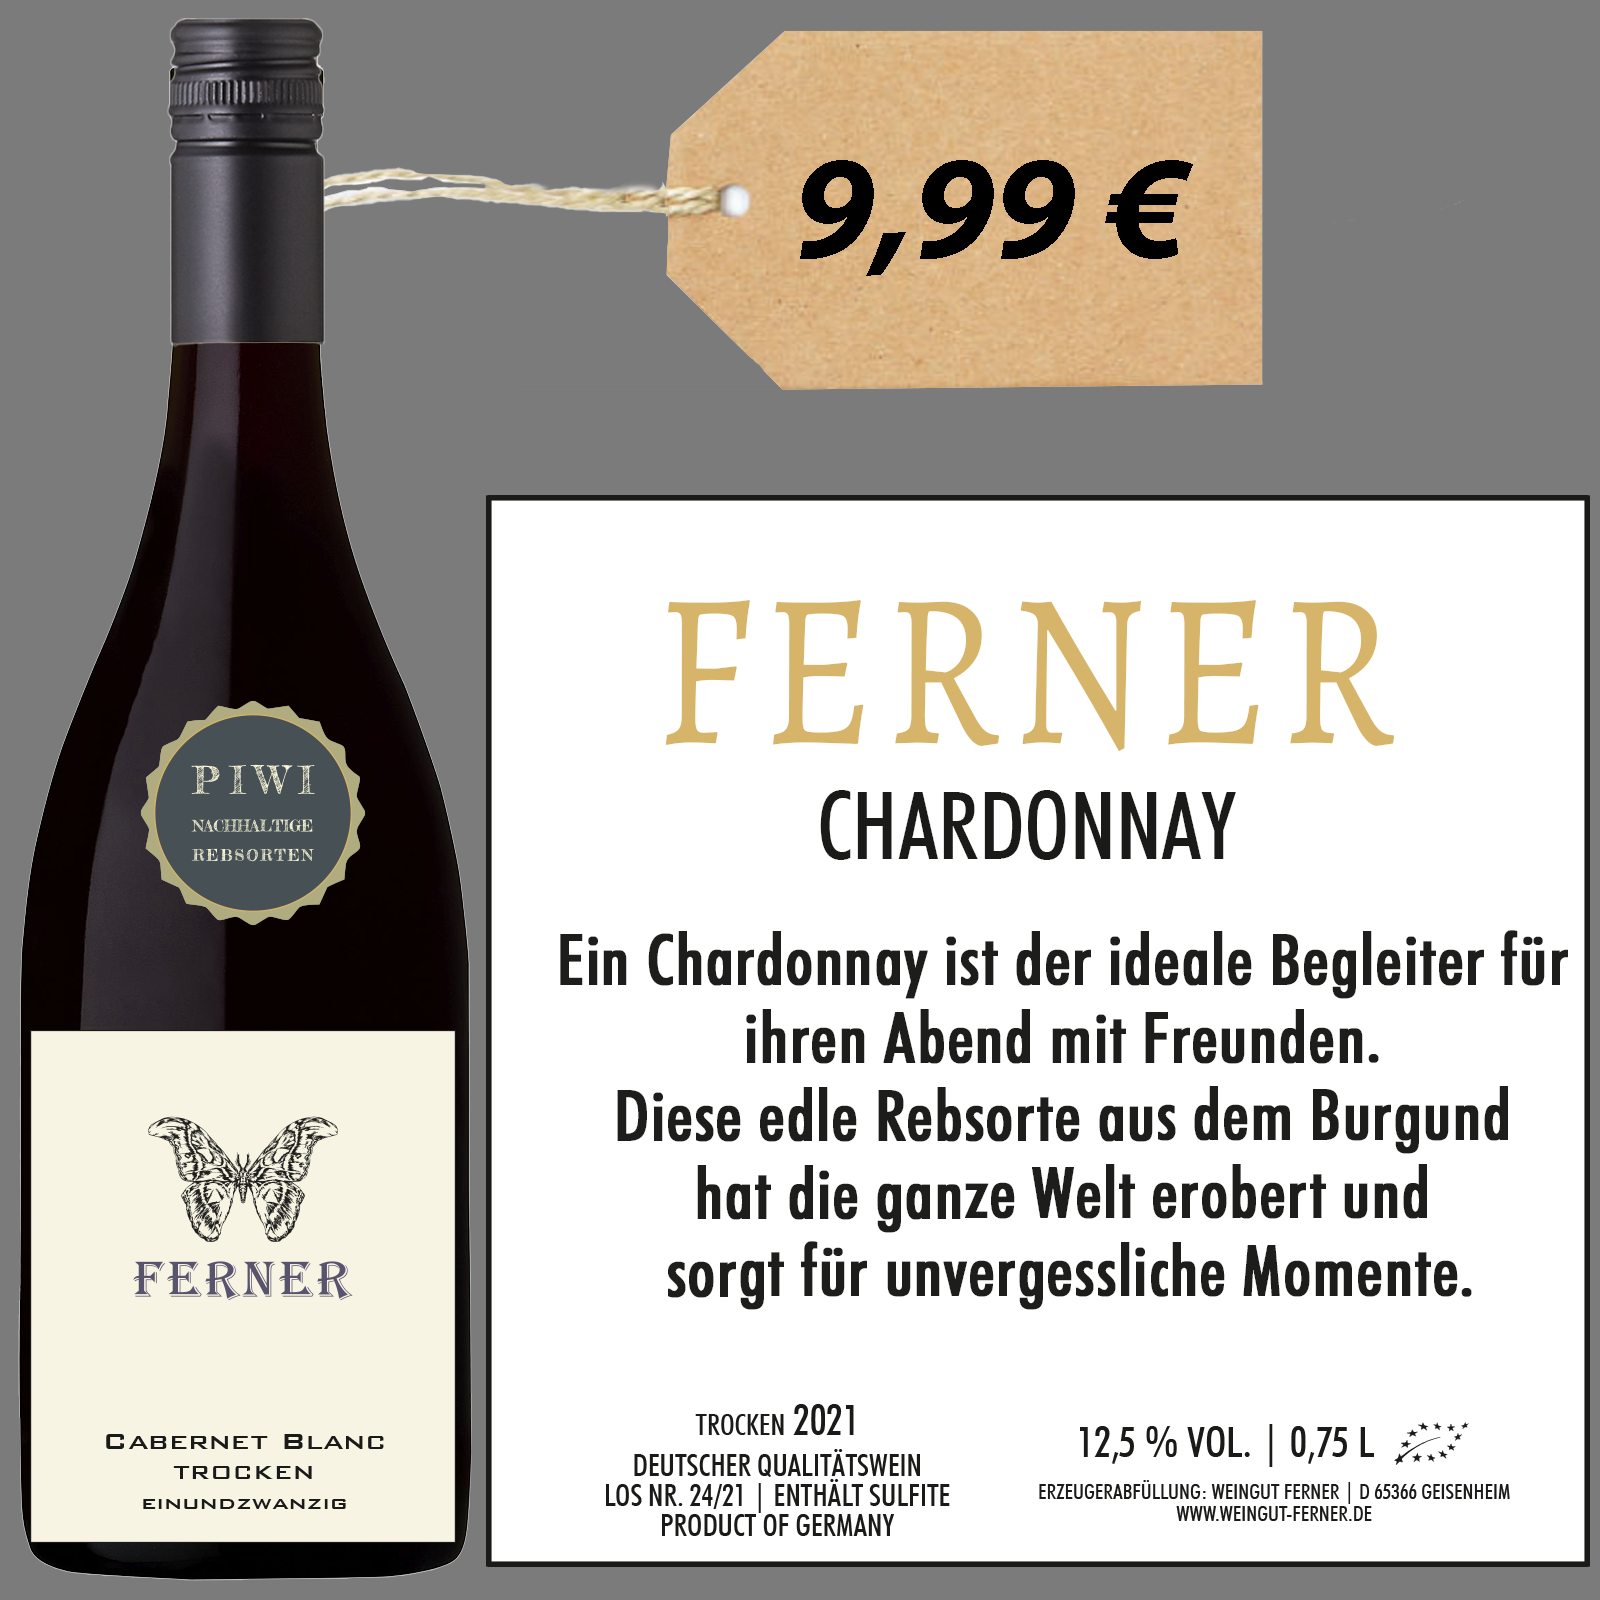 9,99 €
PIWI
NACHHALTIGE
REBSORTEN
FERNER
CABERNET BLANC
TROCKEN
EINUNDZWANZIG
FERNER
CHARDONNAY
Ein Chardonnay ist der ideale Begleiter für
ihren Abend mit Freunden.
Diese edle Rebsorte aus dem Burgund
hat die ganze Welt erobert und
sorgt für unvergessliche Momente.
TROCKEN 2021
DEUTSCHER QUALITÄTSWEIN
LOS NR. 24/21 | ENTHÄLT SULFITE
PRODUCT OF GERMANY
12,5 % VOL. | 0,75 L
ERZEUGERABFÜLLUNG: WEINGUT FERNER | D 65366 GEISENHEIM
WWW.WEINGUT-FERNER.DE